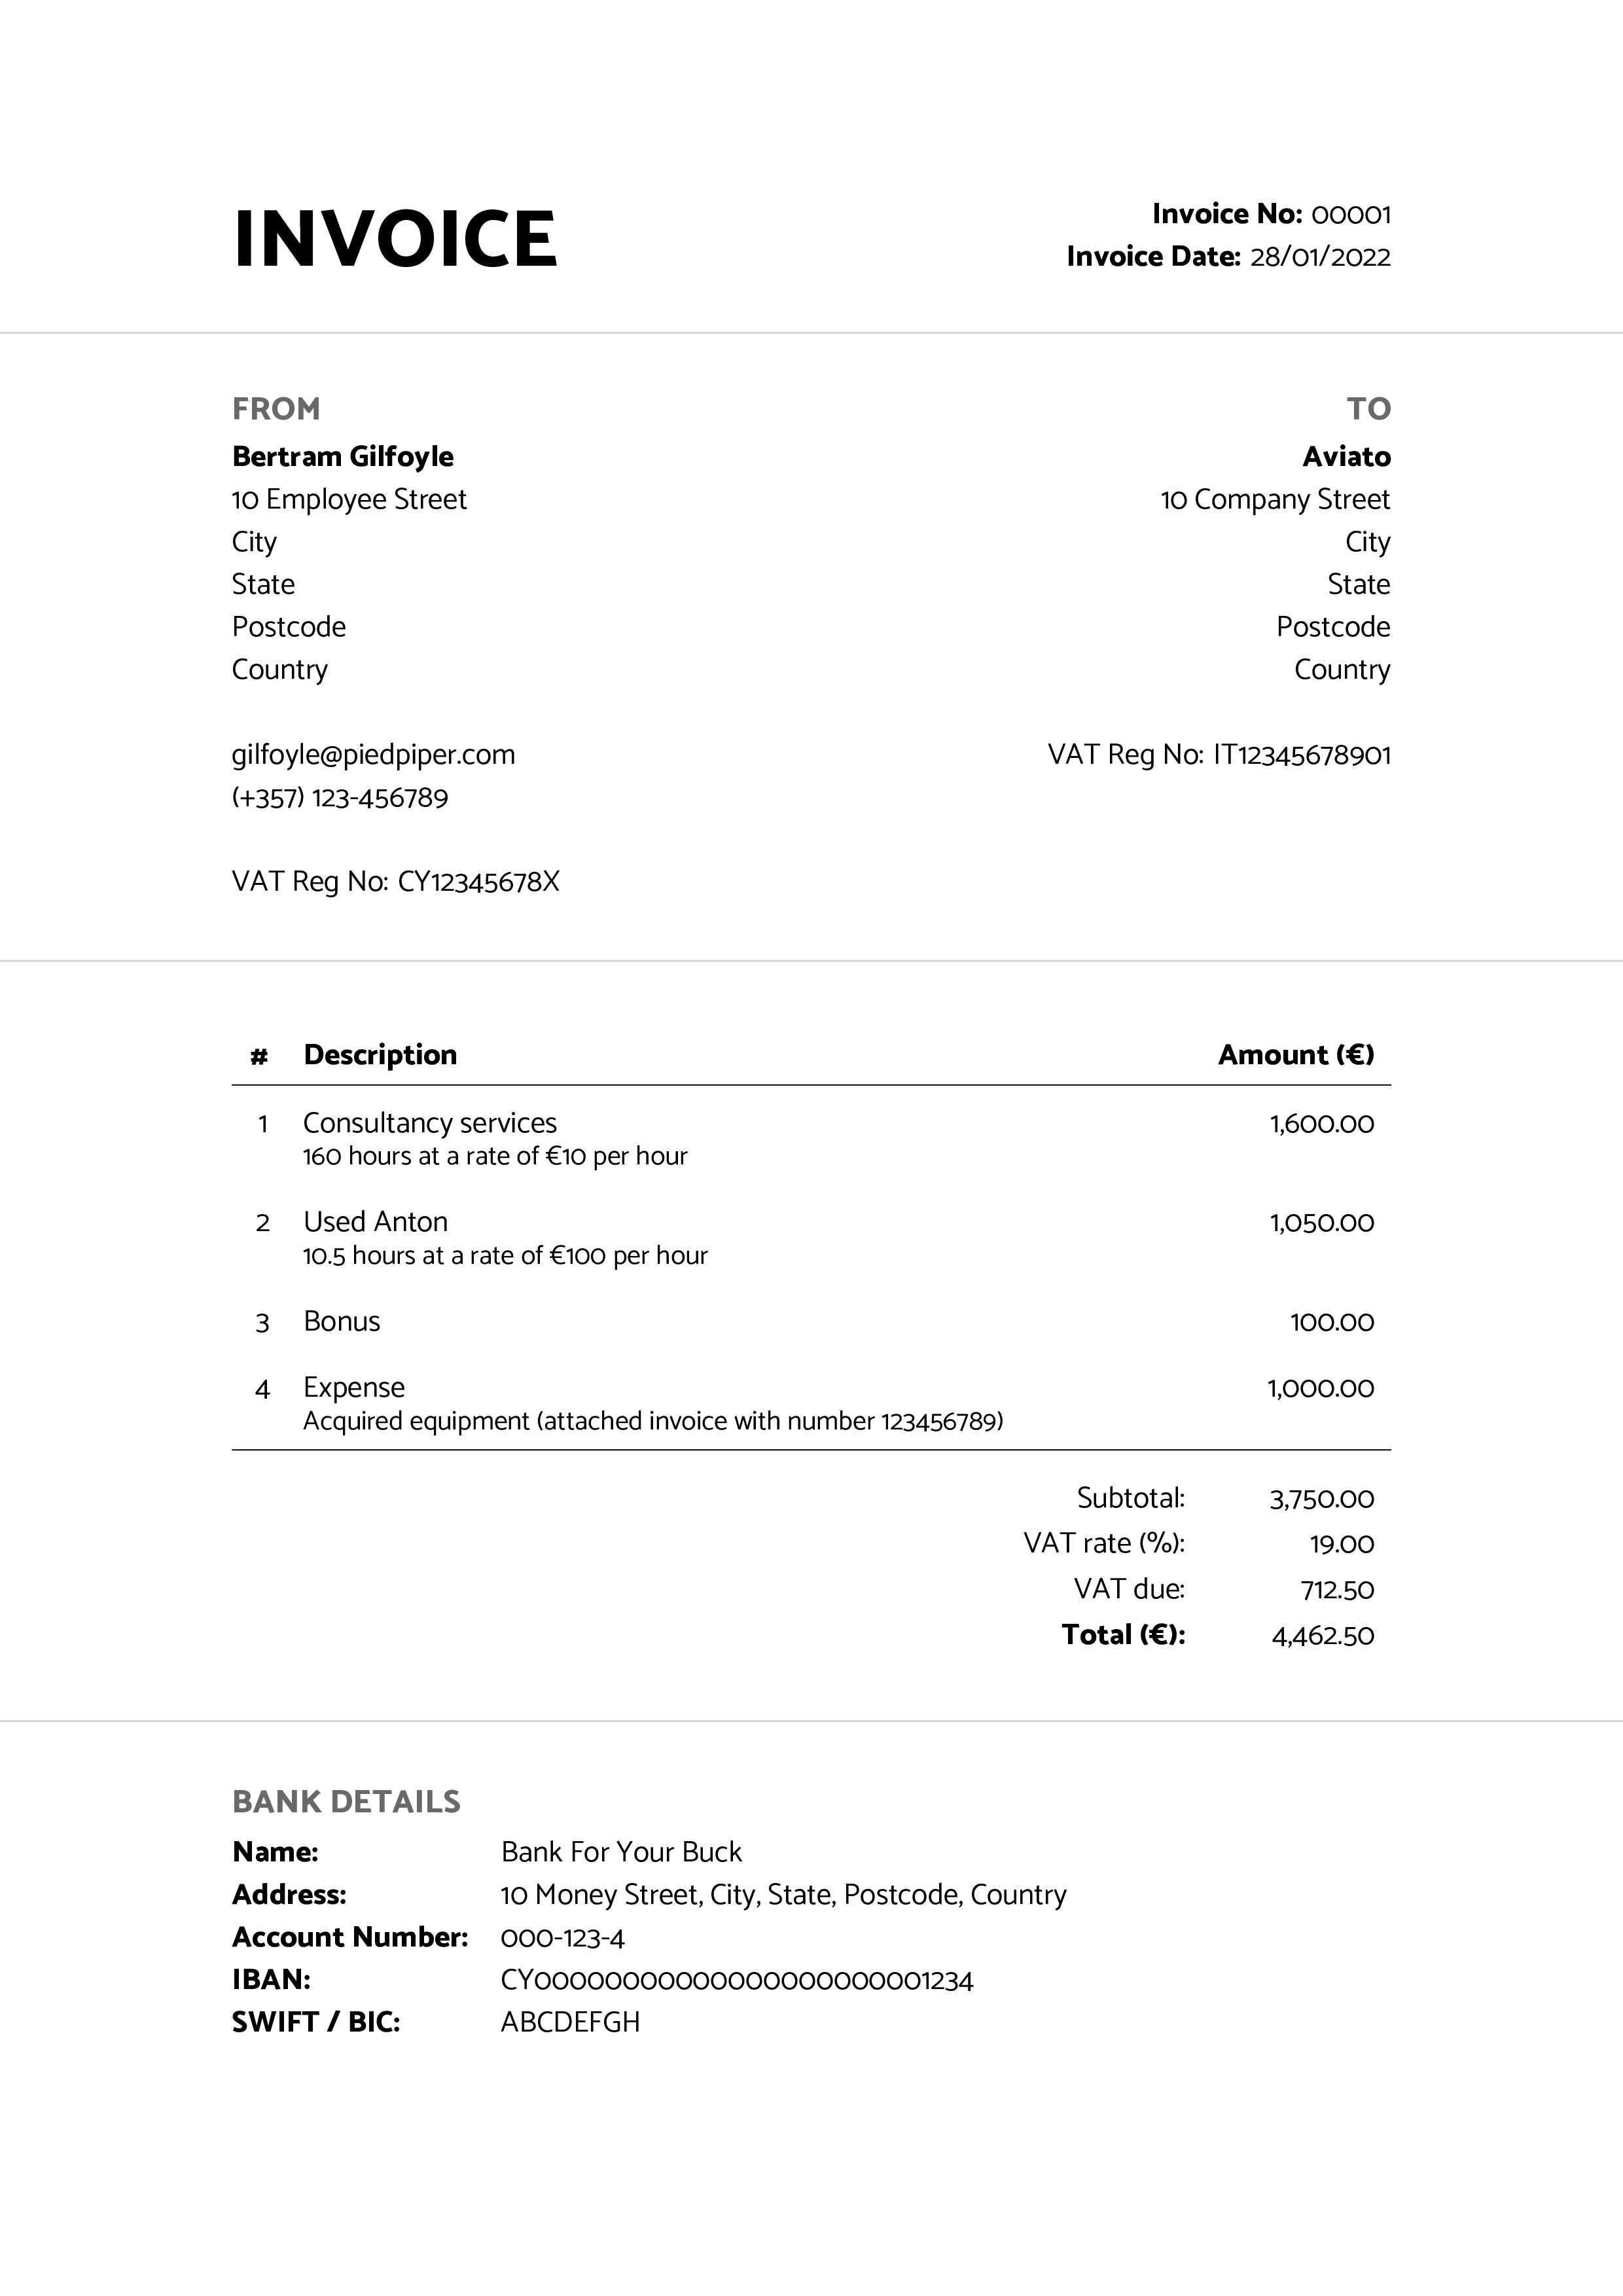 INVOICE
Invoice No: 00001
Invoice Date: 28/01/2022
FROM
Bertram Gilfoyle
10 Employee Street
City
State
Postcode
Country
gilfoyle@piedpiper.com
(+357) 123-456789
VAT Reg No: CY12345678X
TO
Aviato
10 Company Street
City
State
Postcode
Country
VAT Reg No: IT12345678901
# Description Amount (€)
1 Consultancy services 1,600.00
160 hours at a rate of €10 per hour
2 Used Anton 1,050.00
10.5 hours at a rate of €100 per hour
3 Bonus 100.00
4 Expense 1,000.00
Acquired equipment (attached invoice with number 123456789)
Subtotal: 3,750.00
VAT rate (%): 19.00
VAT due: 712.50
Total (€): 4,462.50
BANK DETAILS
Name: Bank For Your Buck
Address: 10 Money Street, City, State, Postcode, Country
Account Number: 000-123-4
IBAN: CY00000000000000000000001234
SWIFT / BIC: ABCDEFGH